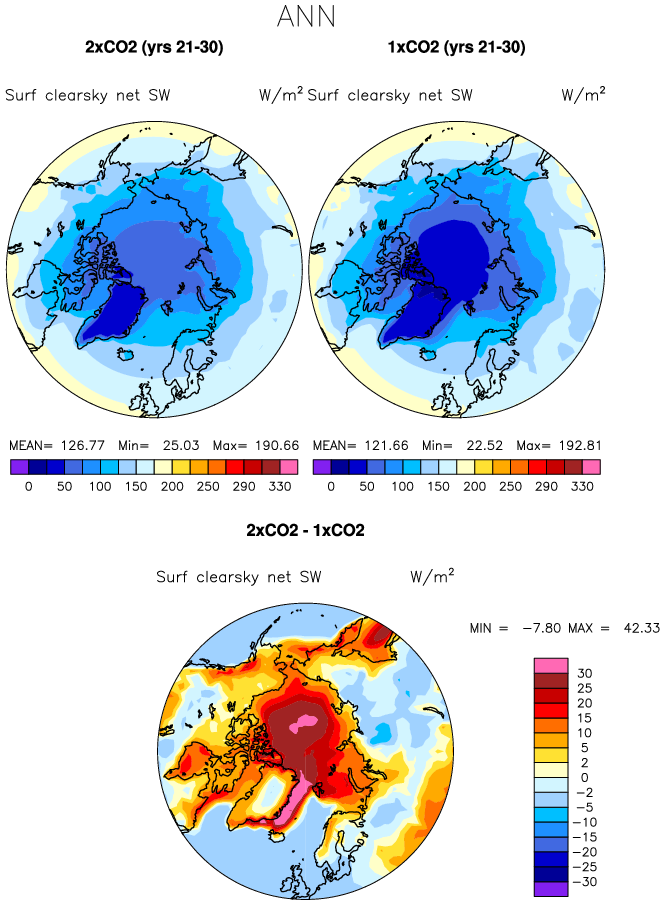 ANN
2xCO2 (yrs 21-30) 1xCO2 (yrs 21-30)
Surf clearsky net SW W/m² Surf clearsky net SW W/m²
MEAN= 126.77 Min= 25.03 Max= 190.66 MEAN= 121.66 Min= 22.52 Max= 192.81
0 50 100 150 200 250 290 330 0 50 100 150 200 250 290 330
2xCO2 - 1xCO2
Surf clearsky net SW W/m²
MIN = -7.80 MAX = 42.33
30
25
20
15
10
5
2
0
-2
-5
-10
-15
-20
-25
-30